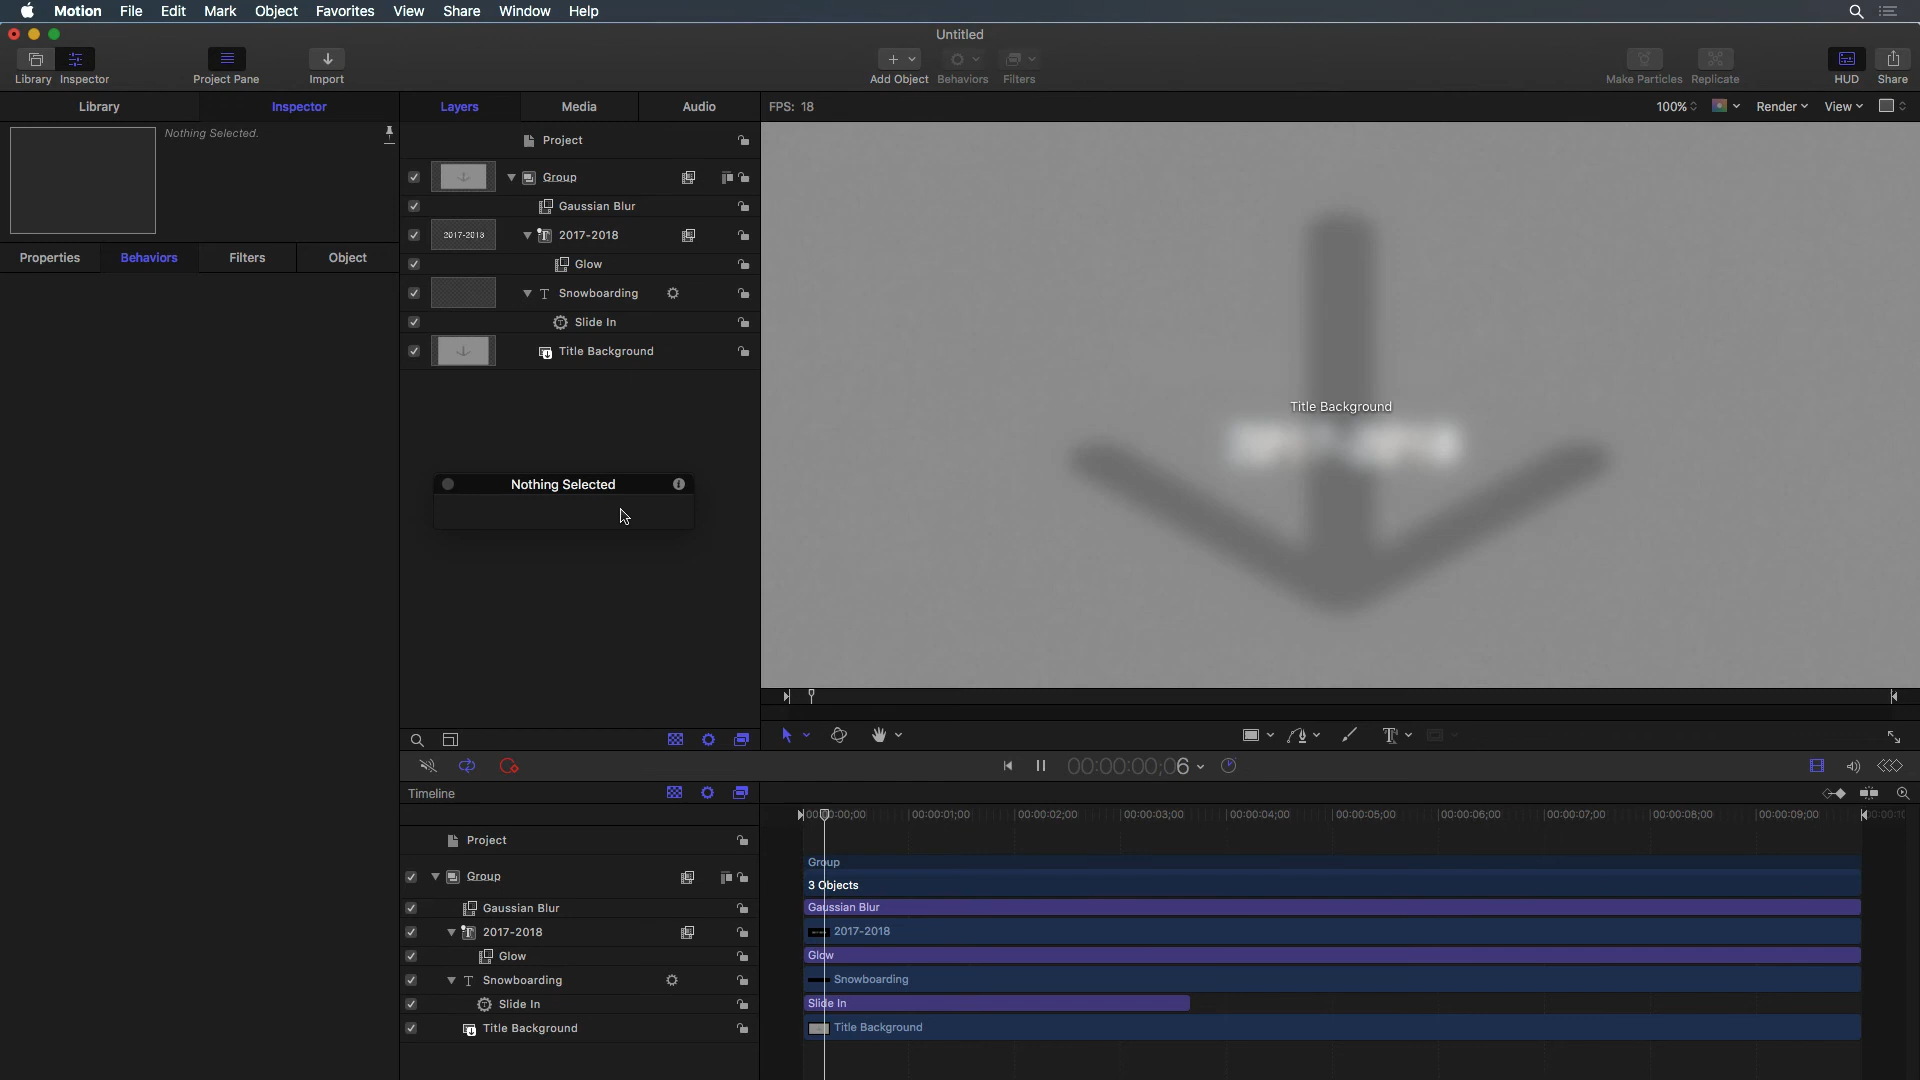 Motion File Edit Mark Object Favorites View Share Window Help
Untitled
Library Inspector Project Pane Import Add Object Behaviors Filters Make Particles Replicate HUD Share
Library Inspector Layers Media Audio FPS: 18 100% Render View
Nothing Selected.
Project
Group
Gaussian Blur
2017-2018 2017-2018
Properties Behaviors Filters Object
Glow
Snowboarding
Slide In
Title Background
Title Background
Nothing Selected
00:00:00;06
Timeline
00:00:01;00 00:00:02;00 00:00:03;00 00:00:04;00 00:00:05;00 00:00:06;00 00:00:07;00 00:00:08;00 00:00:09;00
Project
Group
Group
3 Objects
Gaussian Blur Gaussian Blur
2017-2018 2017-2018
Glow Glow
Snowboarding Snowboarding
Slide In Slide In
Title Background Title Background